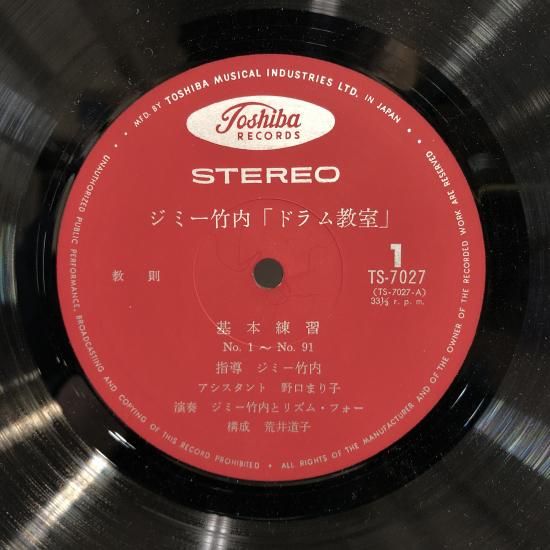 MFD. BY TOSHIBA MUSICAL INDUSTRIES LTD. IN JAPAN
Toshiba
RECORDS
STEREO
ジミー竹内「ドラム教室」
1
TS-7027
(TS-7027-A)
33⅓ r. p. m.
教則
基本練習
No. 1 〜 No. 91
指導 ジミー竹内
アシスタント 野口まり子
演奏 ジミー竹内とリズム・フォー
構成 荒井道子
UNAUTHORIZED PUBLIC PERFORMANCE, BROADCASTING AND COPYING OF THIS RECORD PROHIBITED • ALL RIGHTS OF THE MANUFACTURER AND OF THE OWNER OF THE RECORDED WORK ARE RESERVED